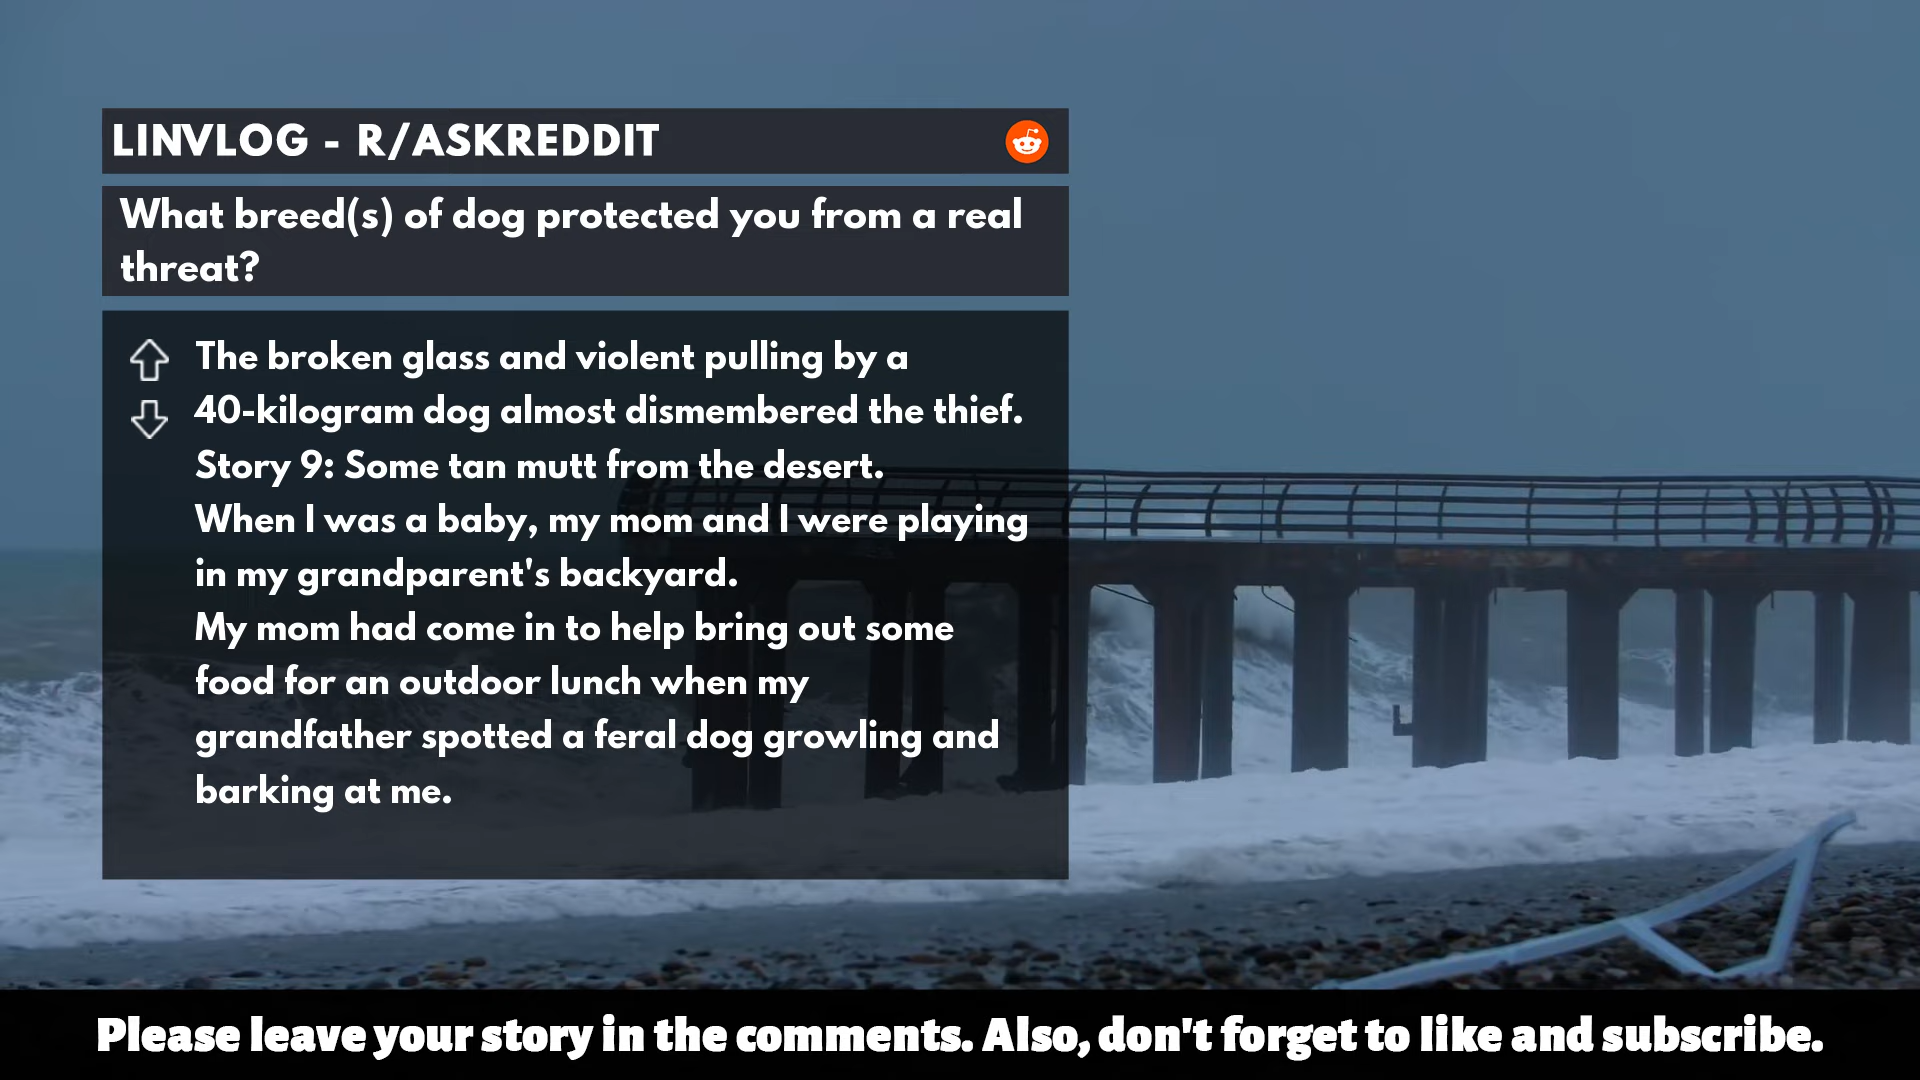 LINVLOG - R/ASKREDDIT
What breed(s) of dog protected you from a real
threat?
The broken glass and violent pulling by a
40-kilogram dog almost dismembered the thief.
Story 9: Some tan mutt from the desert.
When I was a baby, my mom and I were playing
in my grandparent's backyard.
My mom had come in to help bring out some
food for an outdoor lunch when my
grandfather spotted a feral dog growling and
barking at me.
Please leave your story in the comments. Also, don't forget to like and subscribe.